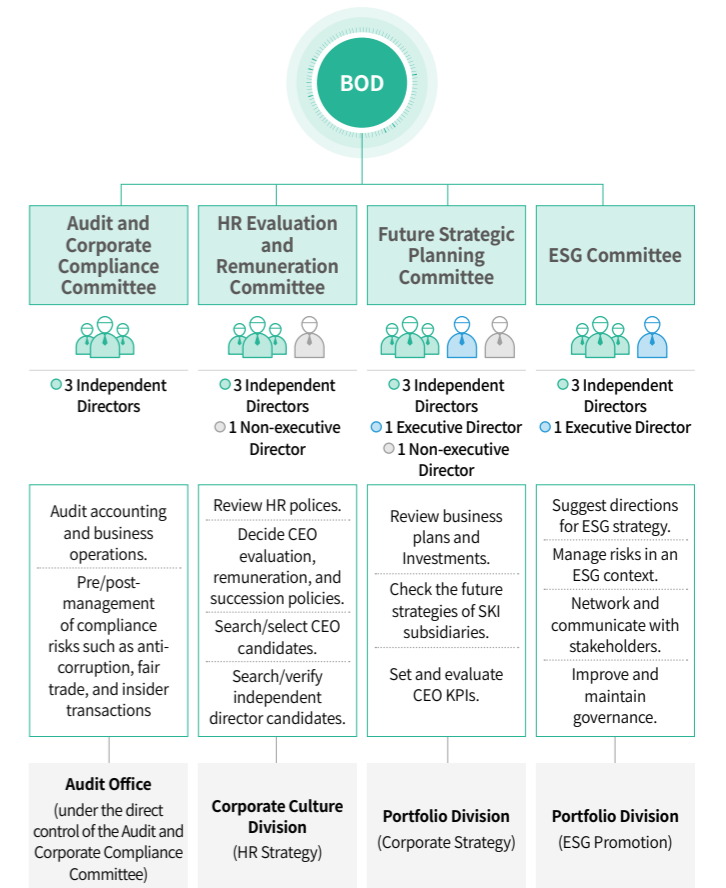 BOD
Audit and
Corporate
Compliance
Committee
HR Evaluation
and
Remuneration
Committee
Future Strategic
Planning
Committee
ESG Committee
3 Independent
Directors
3 Independent
Directors
1 Non-executive
Director
3 Independent
Directors
1 Executive Director
1 Non-executive
Director
3 Independent
Directors
1 Executive Director
Audit accounting
and business
operations.
Pre/post-
management
of compliance
risks such as anti-
corruption, fair
trade, and insider
transactions
Review HR polices.
Decide CEO
evaluation,
remuneration, and
succession policies.
Search/select CEO
candidates.
Search/verify
independent
director candidates.
Review business
plans and
Investments.
Check the future
strategies of SKI
subsidiaries.
Set and evaluate
CEO KPIs.
Suggest directions
for ESG strategy.
Manage risks in an
ESG context.
Network and
communicate with
stakeholders.
Improve and
maintain
governance.
Audit Office
(under the direct
control of the Audit and
Corporate Compliance
Committee)
Corporate Culture
Division
(HR Strategy)
Portfolio Division
(Corporate Strategy)
Portfolio Division
(ESG Promotion)